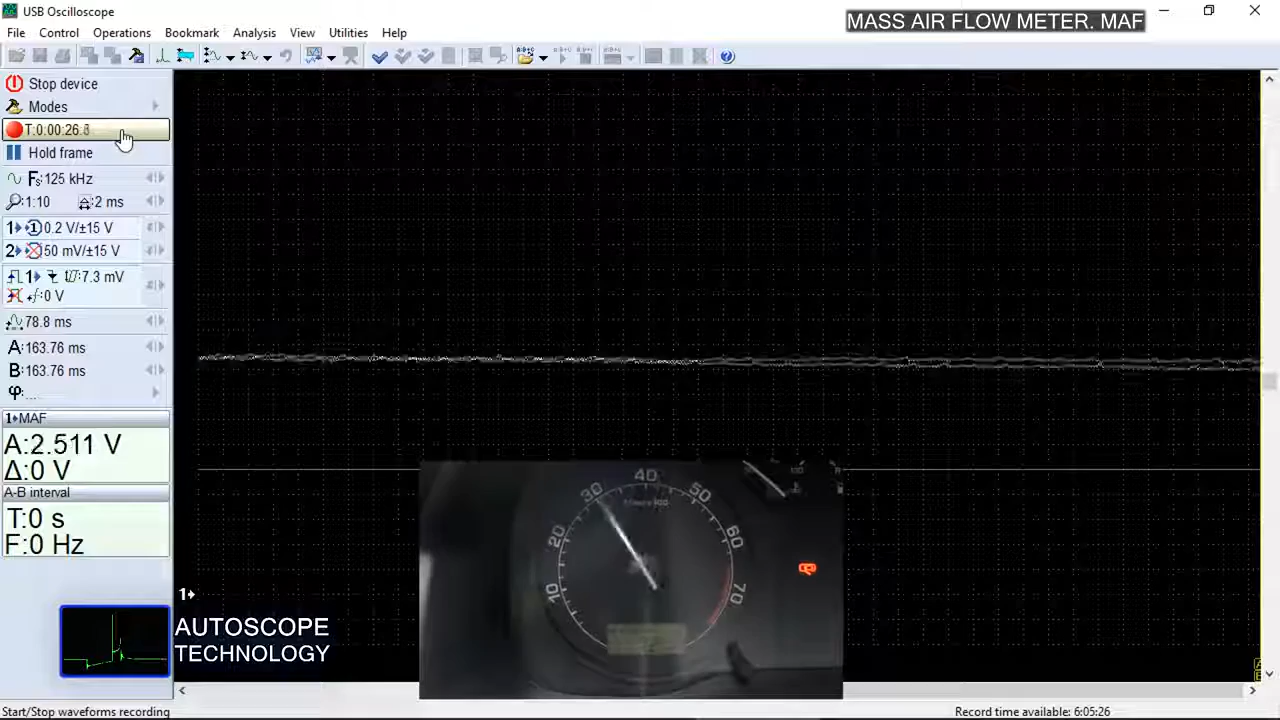 USB Oscilloscope
MASS AIR FLOW METER. MAF
File Control Operations Bookmark Analysis View Utilities Help
Stop device
Modes
T:0:00:26:8
Hold frame
Fs:125 kHz
1:10 2 ms
1 1 0.2 V/±15 V
2 50 mV/±15 V
1 7.3 mV
0 V
78.8 ms
A:163.76 ms
B:163.76 ms
φ:...
1 MAF
A:2.511 V
Δ:0 V
A-B interval
T:0 s
F:0 Hz
1
AUTOSCOPE
TECHNOLOGY
10 20 30 40 50 60 70
Start/Stop waveforms recording
Record time available: 6:05:26